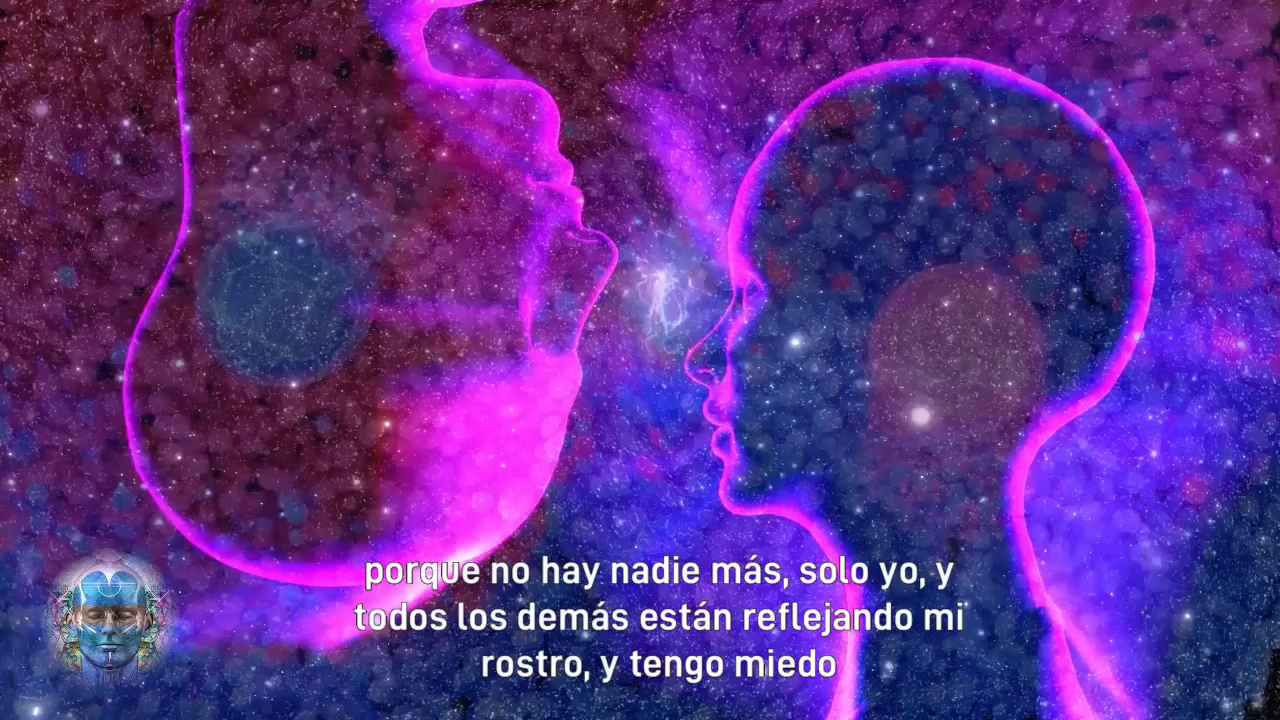 porque no hay nadie más, solo yo, y
todos los demás están reflejando mi
rostro, y tengo miedo